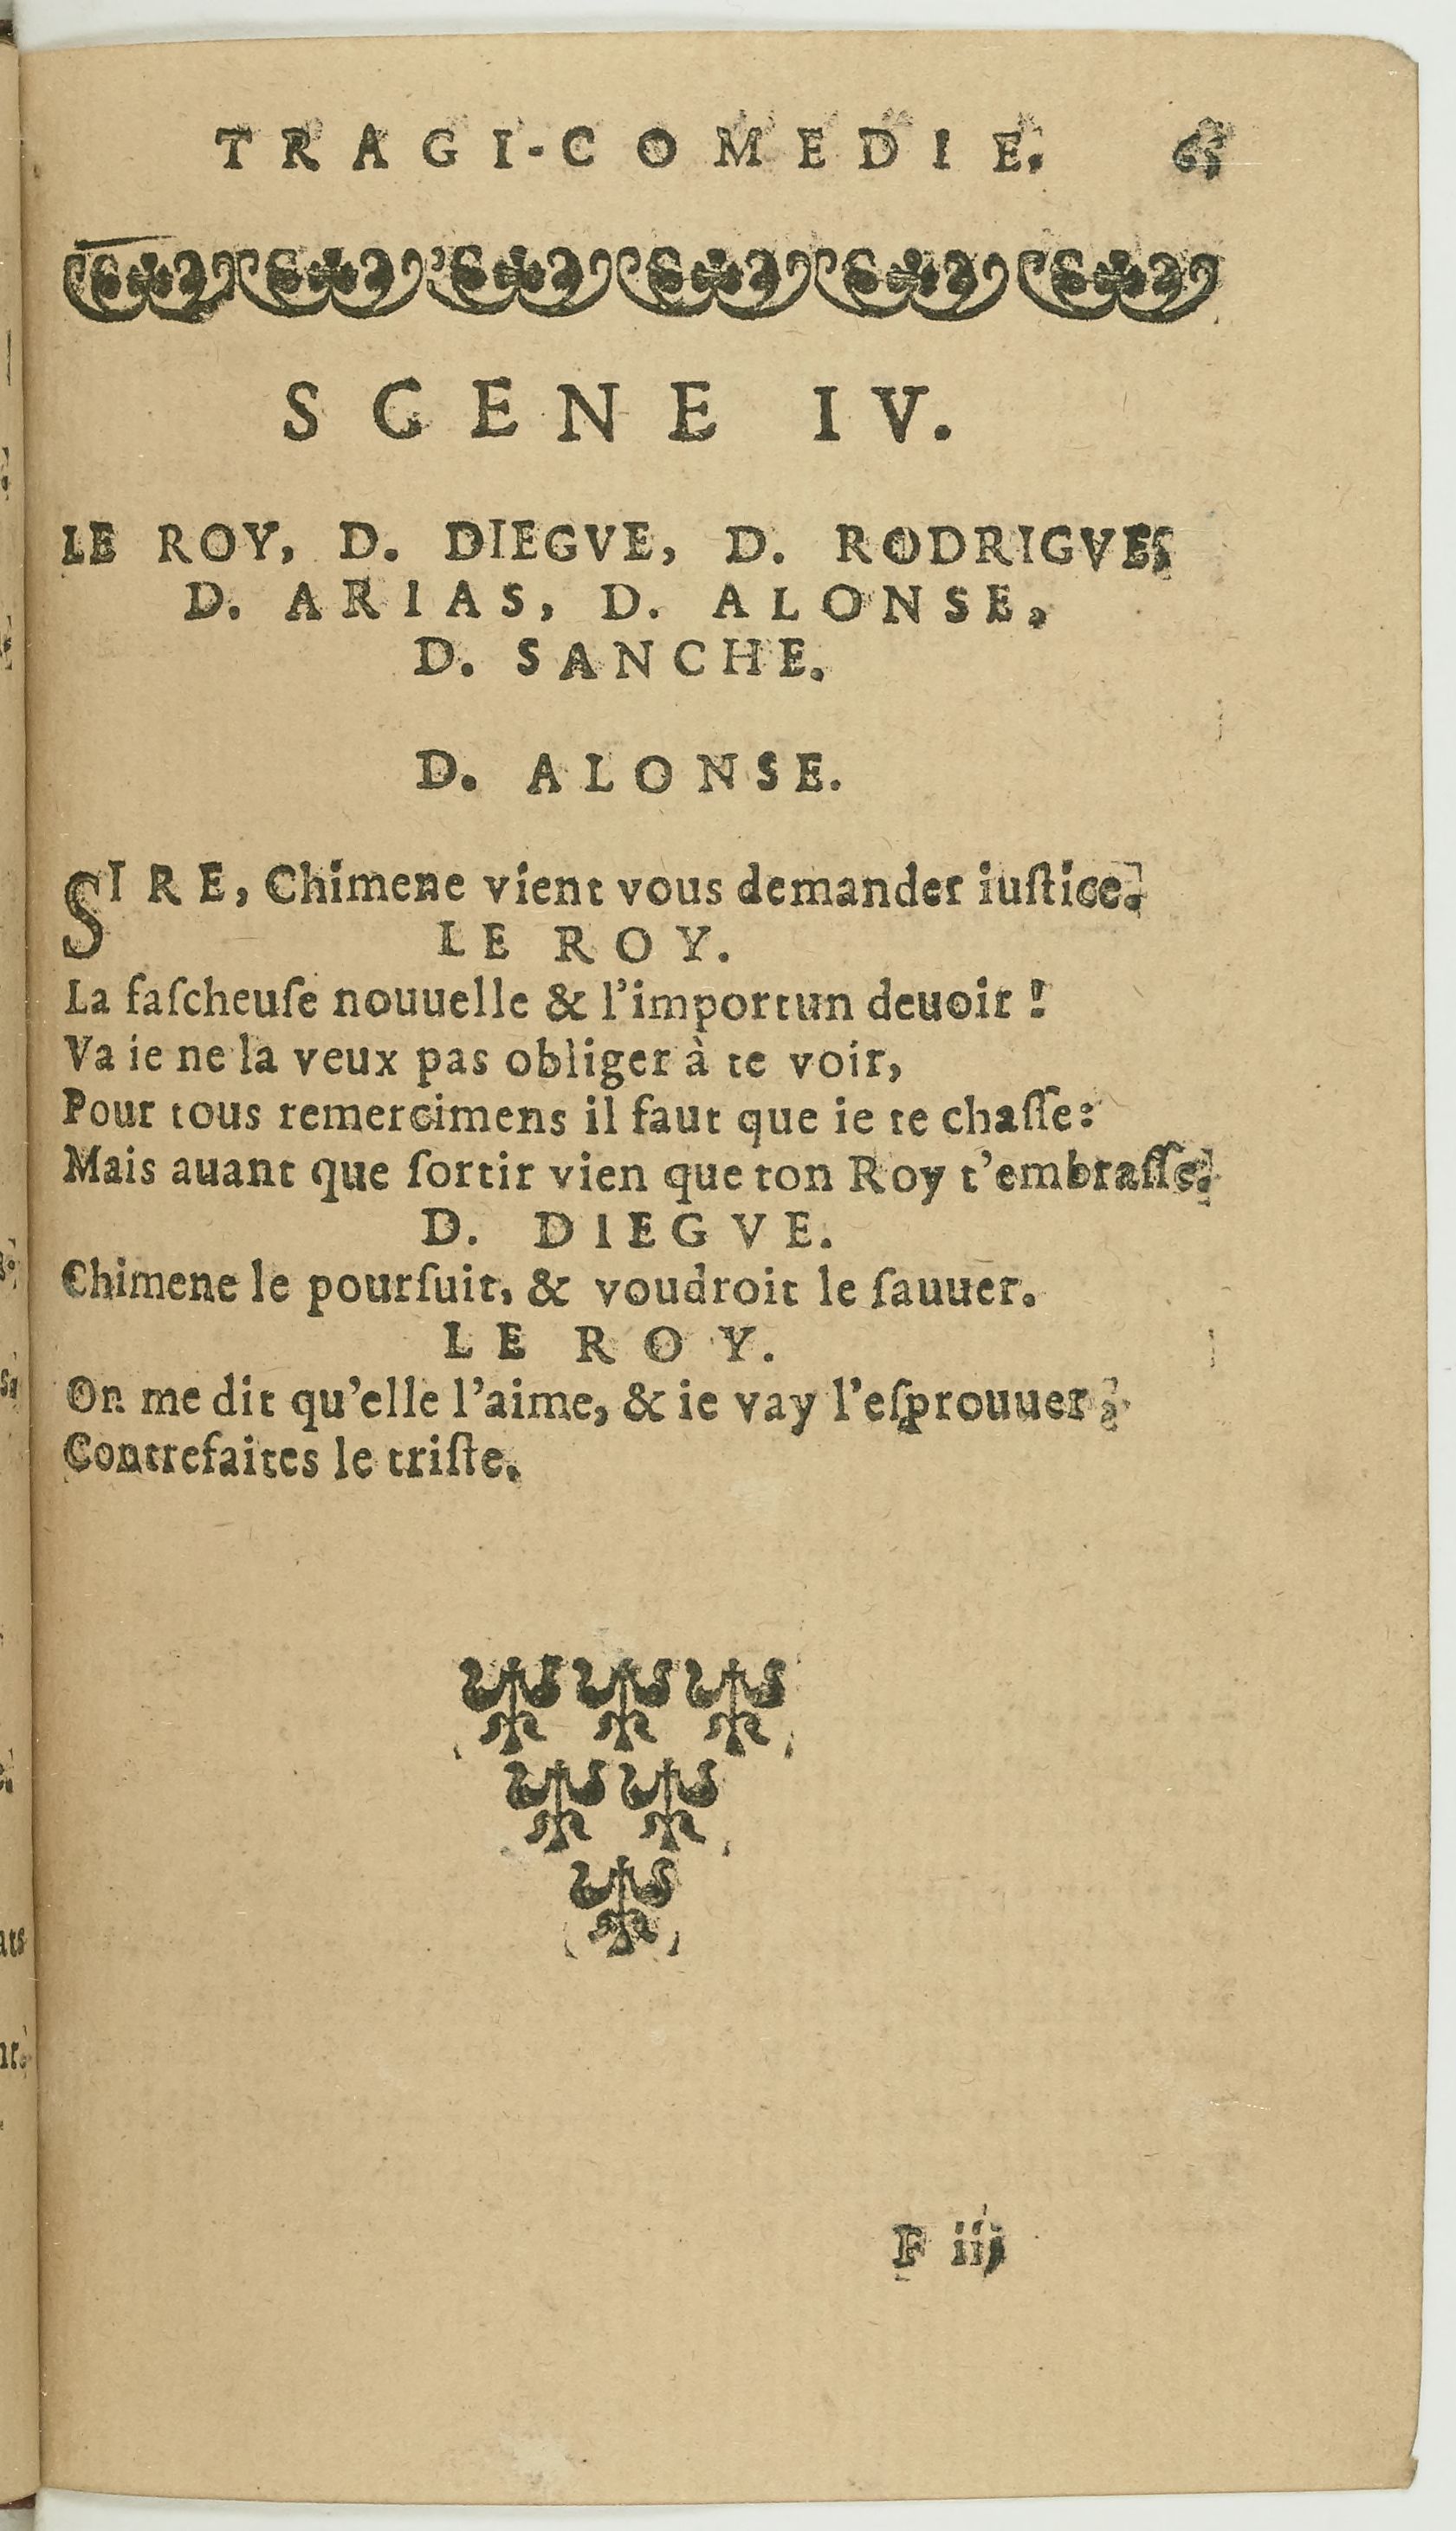 TRAGI-COMEDIE. 65
SCENE IV.
LE ROY, D. DIEGVE, D. RODRIGVE,
D. ARIAS, D. ALONSE,
D. SANCHE.
D. ALONSE.
SIRE, Chimene vient vous demander iuſtice.
LE ROY.
La faſcheuſe nouuelle & l'importun deuoir !
Va ie ne la veux pas obliger à te voir,
Pour tous remercimens il faut que ie te chaſſe:
Mais auant que ſortir vien que ton Roy t'embraſſe.
D. DIEGVE.
Chimene le pourſuit, & voudroit le ſauuer.
LE ROY.
On me dit qu'elle l'aime, & ie vay l'eſprouuer,
Contrefaites le triſte.
F iij